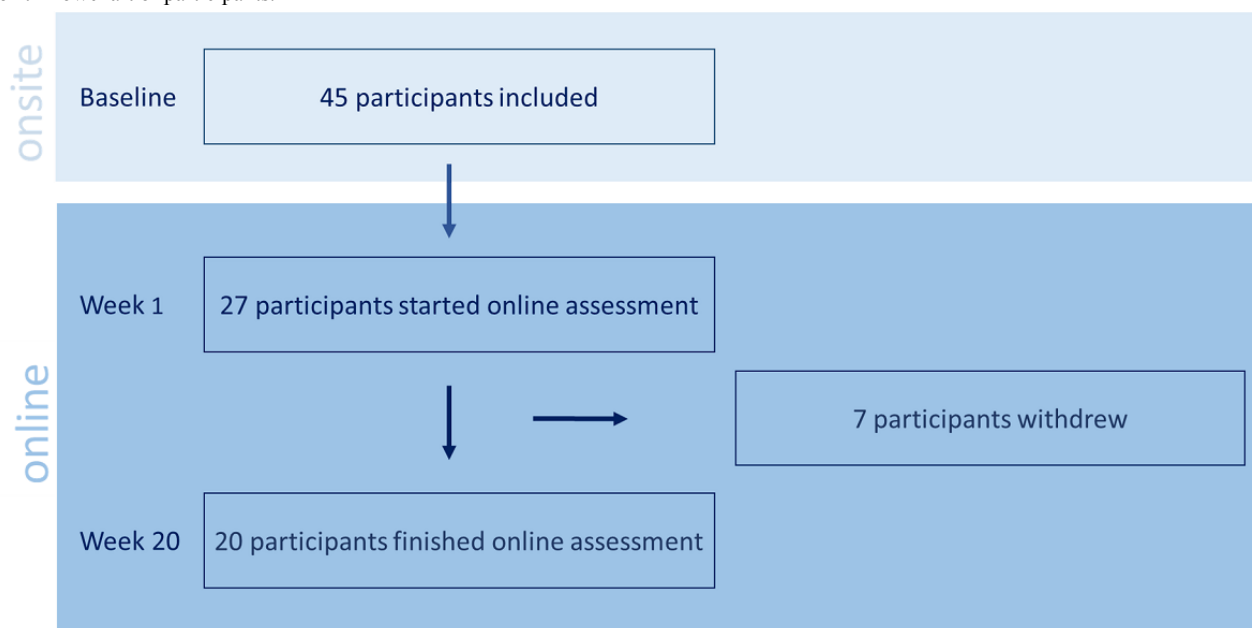 onsite
Baseline
45 participants included
online
Week 1
27 participants started online assessment
7 participants withdrew
Week 20
20 participants finished online assessment